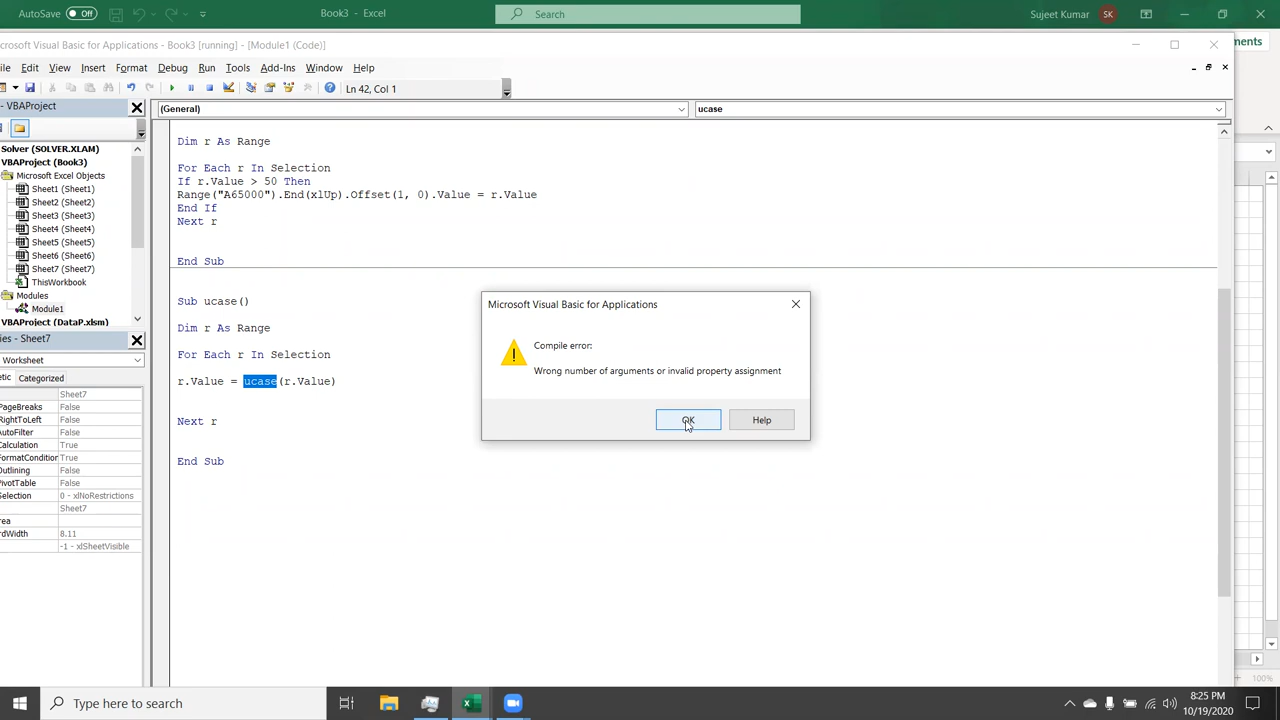 AutoSave Off
Book3 - Excel
Search
Sujeet Kumar SK
ments
crosoft Visual Basic for Applications - Book3 [running] - [Module1 (Code)]
ile Edit View Insert Format Debug Run Tools Add-Ins Window Help
Ln 42, Col 1
VBAProject
(General) ucase
Solver (SOLVER.XLAM)
VBAProject (Book3)
Microsoft Excel Objects
Sheet1 (Sheet1)
Sheet2 (Sheet2)
Sheet3 (Sheet3)
Sheet4 (Sheet4)
Sheet5 (Sheet5)
Sheet6 (Sheet6)
Sheet7 (Sheet7)
ThisWorkbook
Modules
Module1
VBAProject (DataP.xlsm)
ies - Sheet7
Worksheet
etic Categorized
Sheet7
PageBreaks False
RightToLeft False
AutoFilter False
Calculation True
FormatCondition True
Outlining False
PivotTable False
Selection 0 - xlNoRestrictions
Sheet7
rea
rdWidth 8.11
-1 - xlSheetVisible
Dim r As Range
For Each r In Selection
If r.Value > 50 Then
Range("A65000").End(xlUp).Offset(1, 0).Value = r.Value
End If
Next r
End Sub
Sub ucase()
Dim r As Range
For Each r In Selection
r.Value = ucase(r.Value)
Next r
End Sub
Microsoft Visual Basic for Applications
Compile error:
Wrong number of arguments or invalid property assignment
OK Help
100%
Type here to search
8:25 PM
10/19/2020